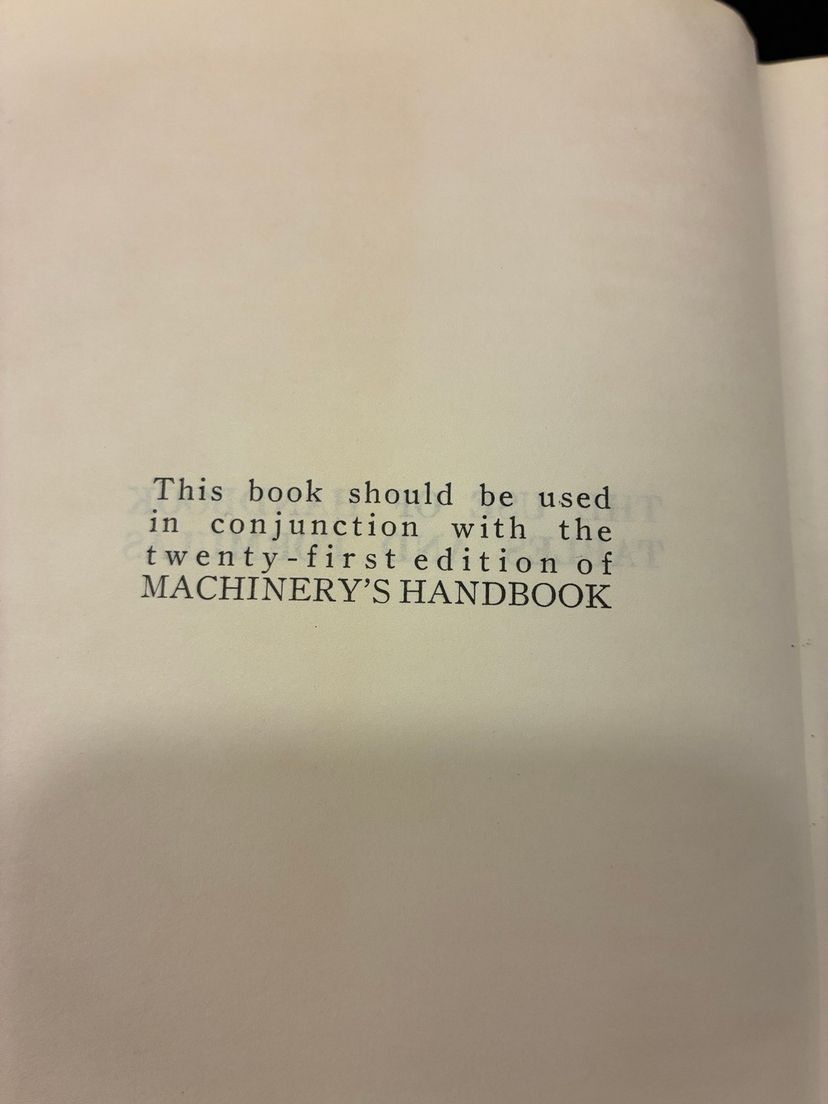 This book should be used
in conjunction with the
twenty-first edition of
MACHINERY'S HANDBOOK